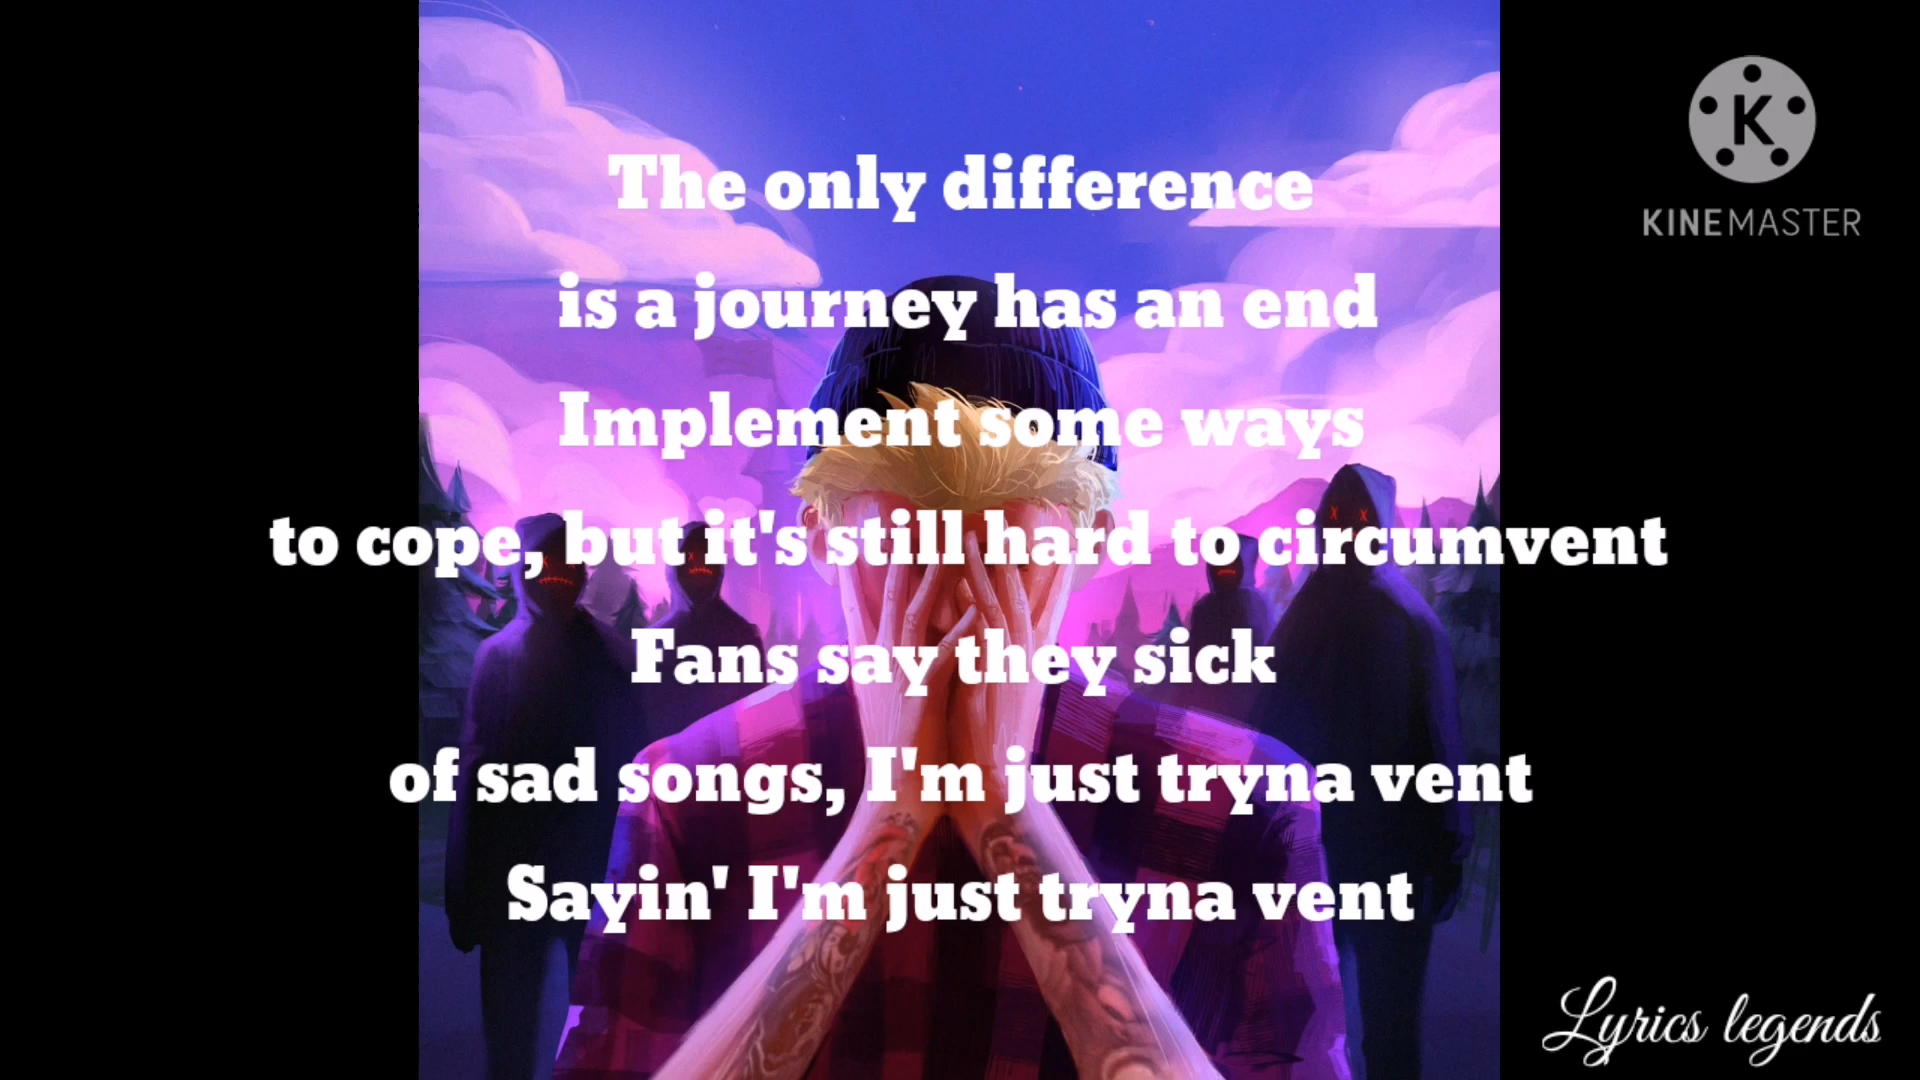 The only difference
is a journey has an end
Implement some ways
to cope, but it's still hard to circumvent
Fans say they sick
of sad songs, I'm just tryna vent
Sayin' I'm just tryna vent
K
KINEMASTER
Lyrics legends